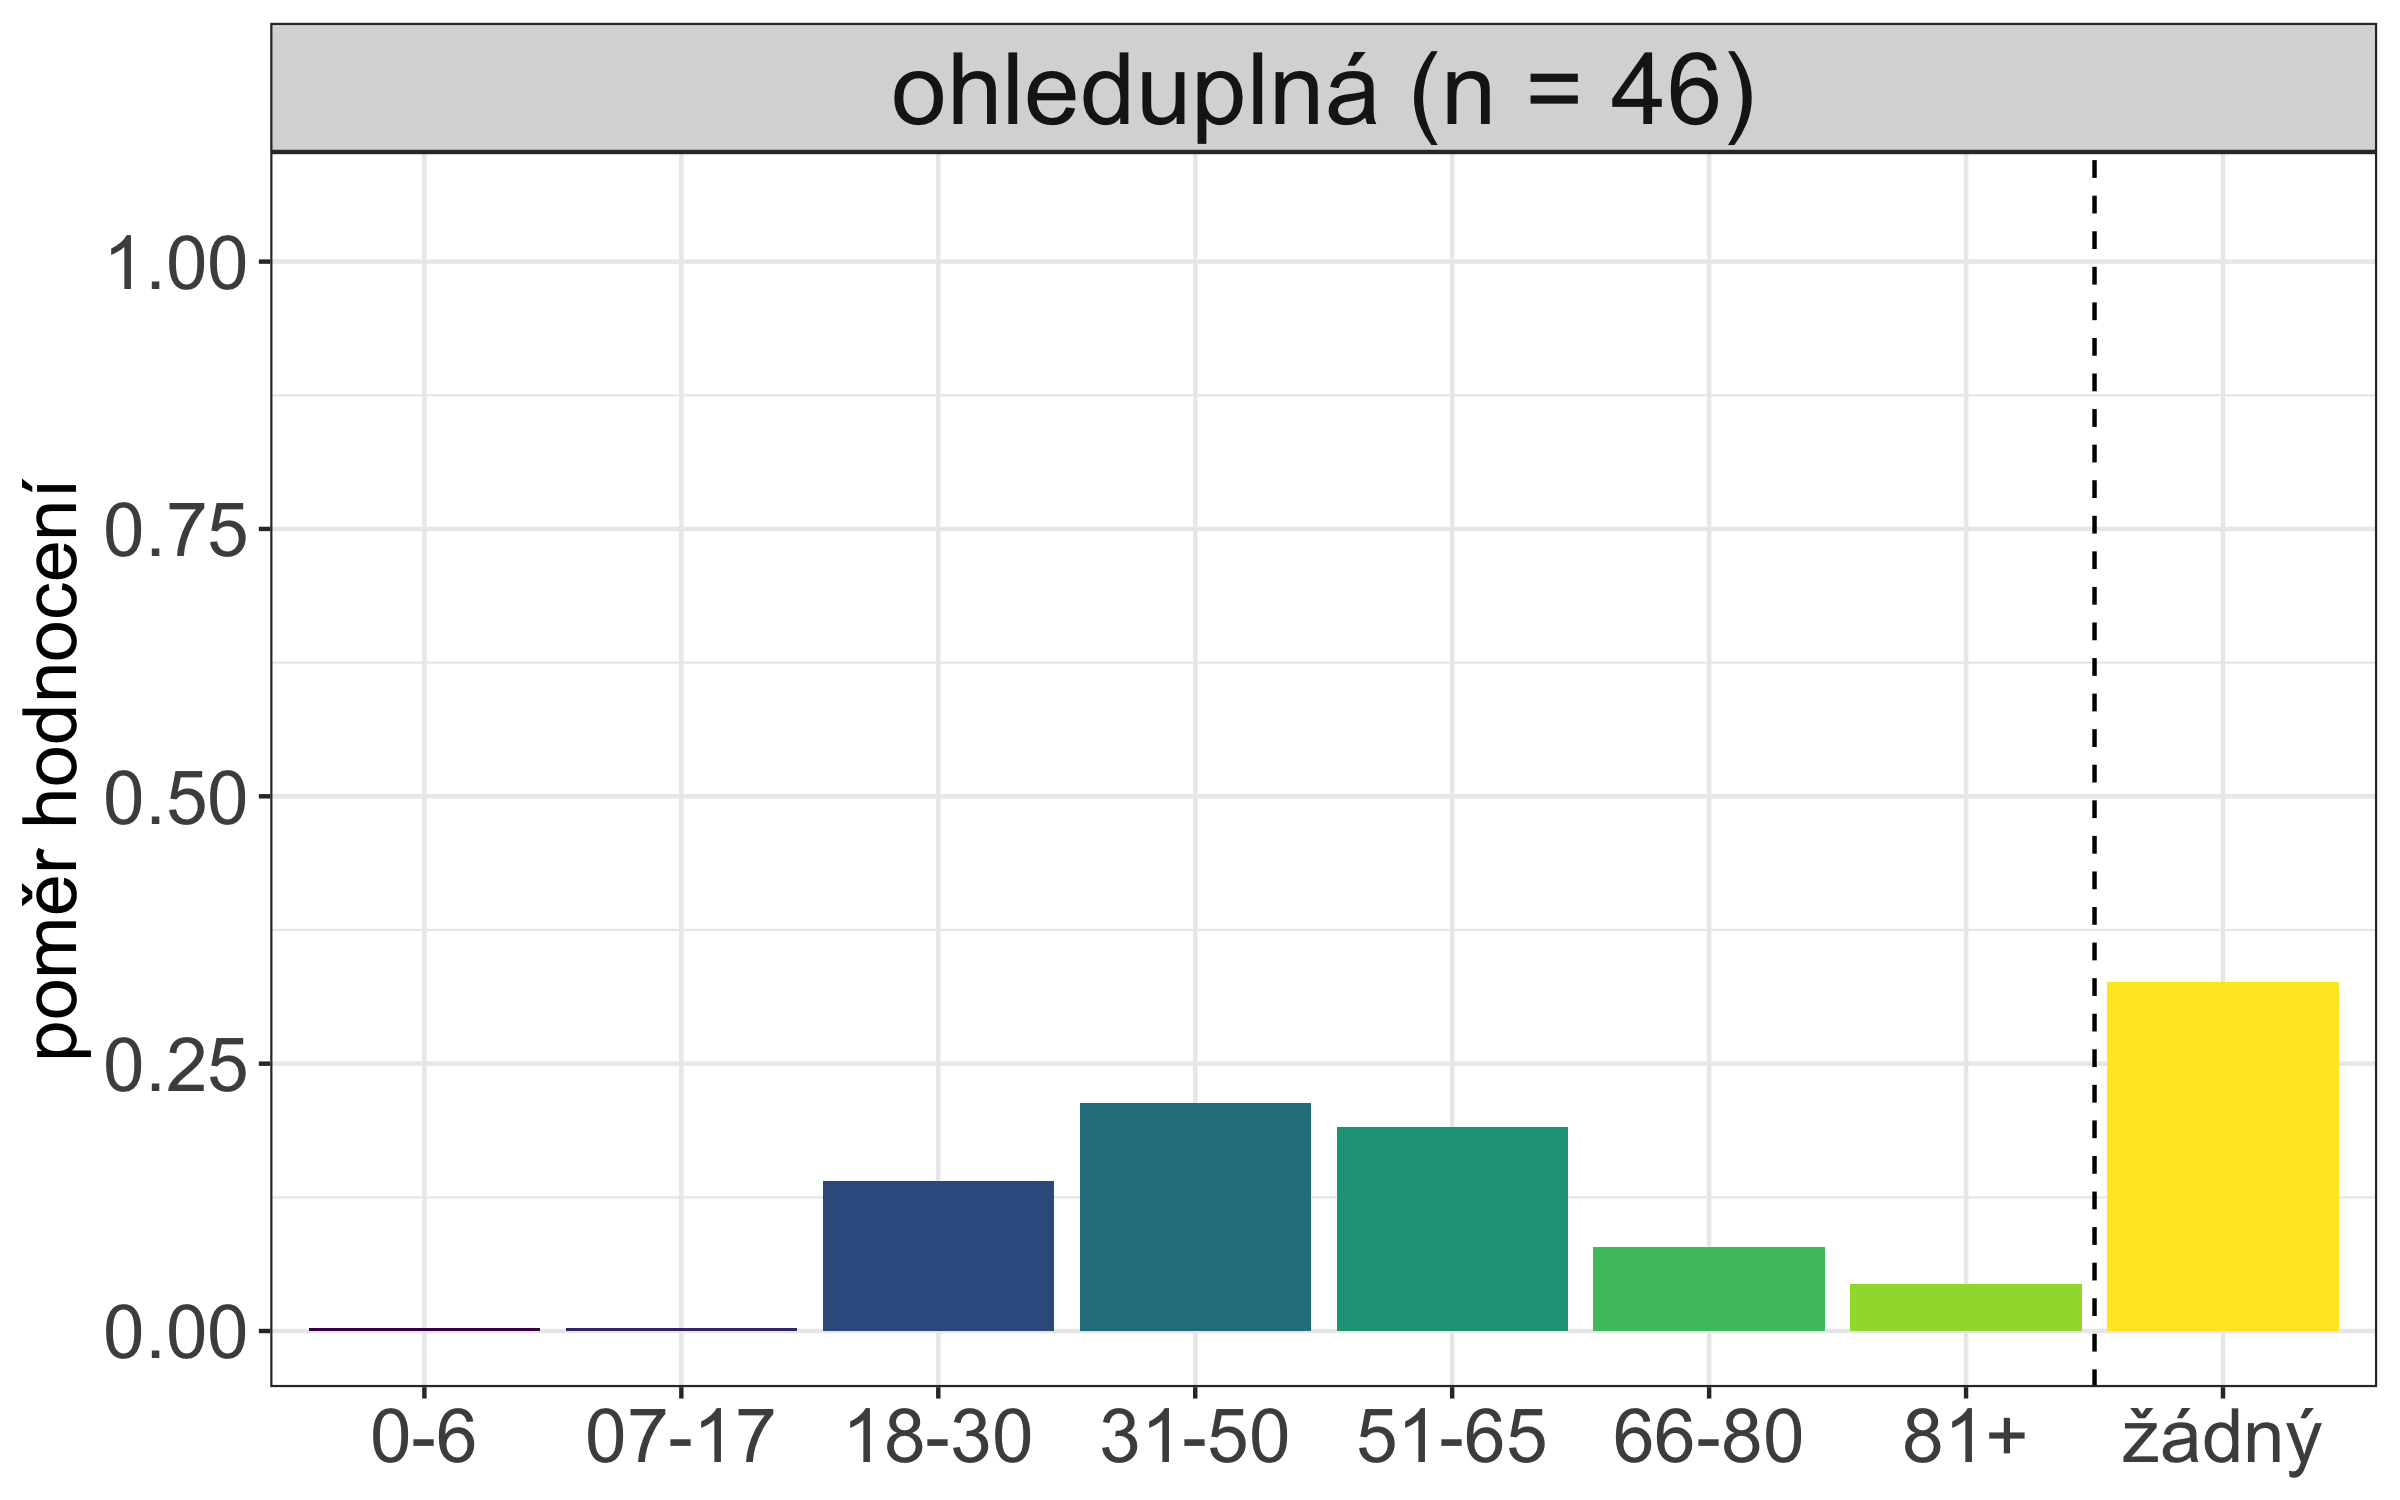 ohleduplná (n = 46)
poměr hodnocení
1.00
0.75
0.50
0.25
0.00
0-6 07-17 18-30 31-50 51-65 66-80 81+ žádný